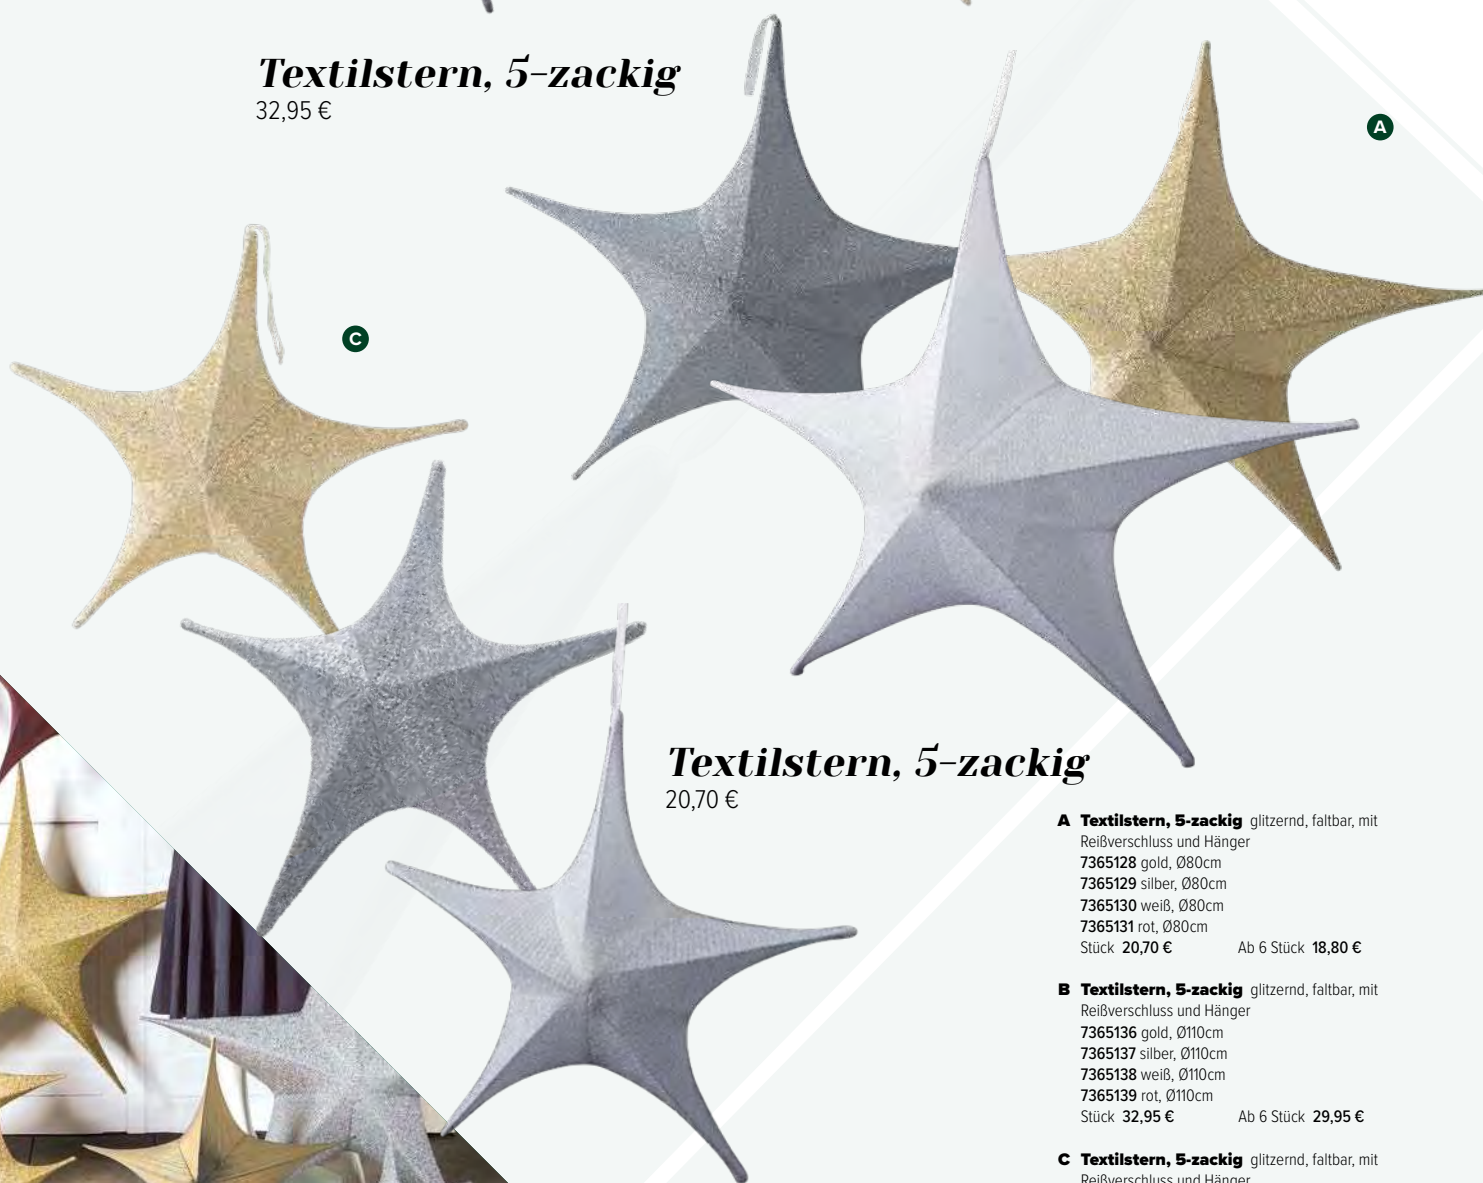 Textilstern, 5-zackig
32,95 €
A
C
Textilstern, 5-zackig
20,70 €
A Textilstern, 5-zackig glitzernd, faltbar, mit
Reißverschluss und Hänger
7365128 gold, Ø80cm
7365129 silber, Ø80cm
7365130 weiß, Ø80cm
7365131 rot, Ø80cm
Stück 20,70 € Ab 6 Stück 18,80 €
B Textilstern, 5-zackig glitzernd, faltbar, mit
Reißverschluss und Hänger
7365136 gold, Ø110cm
7365137 silber, Ø110cm
7365138 weiß, Ø110cm
7365139 rot, Ø110cm
Stück 32,95 € Ab 6 Stück 29,95 €
C Textilstern, 5-zackig glitzernd, faltbar, mit
Reißverschluss und Hänger